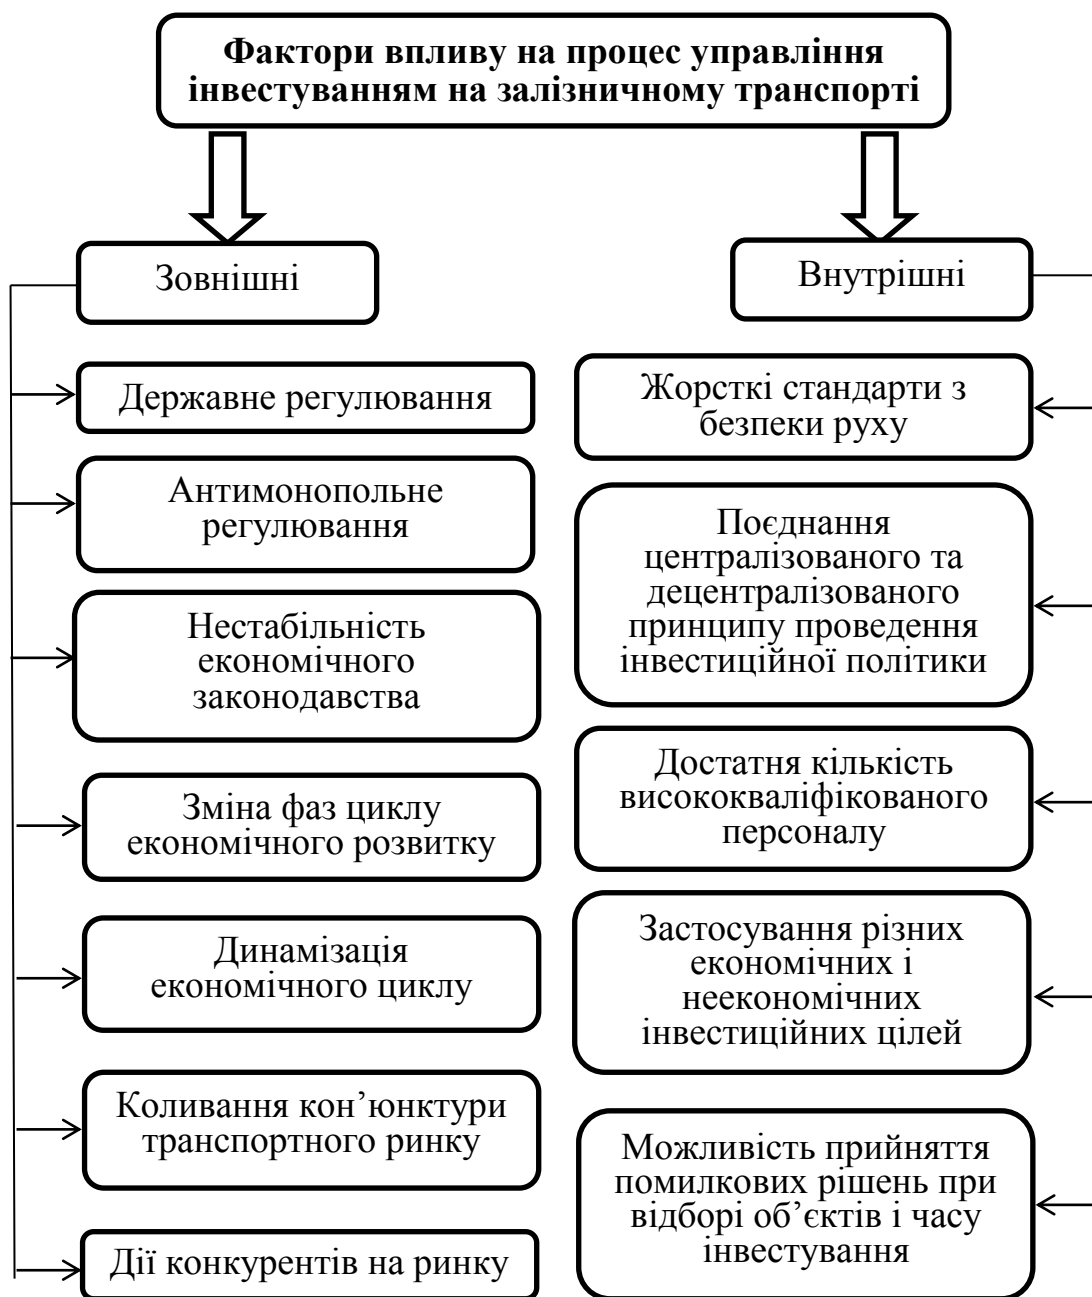 Фактори впливу на процес управління
інвестуванням на залізничному транспорті
Зовнішні
Державне регулювання
Антимонопольне
регулювання
Нестабільність
економічного
законодавства
Зміна фаз циклу
економічного розвитку
Динамізація
економічного циклу
Коливання кон’юнктури
транспортного ринку
Дії конкурентів на ринку
Внутрішні
Жорсткі стандарти з
безпеки руху
Поєднання
централізованого та
децентралізованого
принципу проведення
інвестиційної політики
Достатня кількість
висококваліфікованого
персоналу
Застосування різних
економічних і
неекономічних
інвестиційних цілей
Можливість прийняття
помилкових рішень при
відборі об’єктів і часу
інвестування